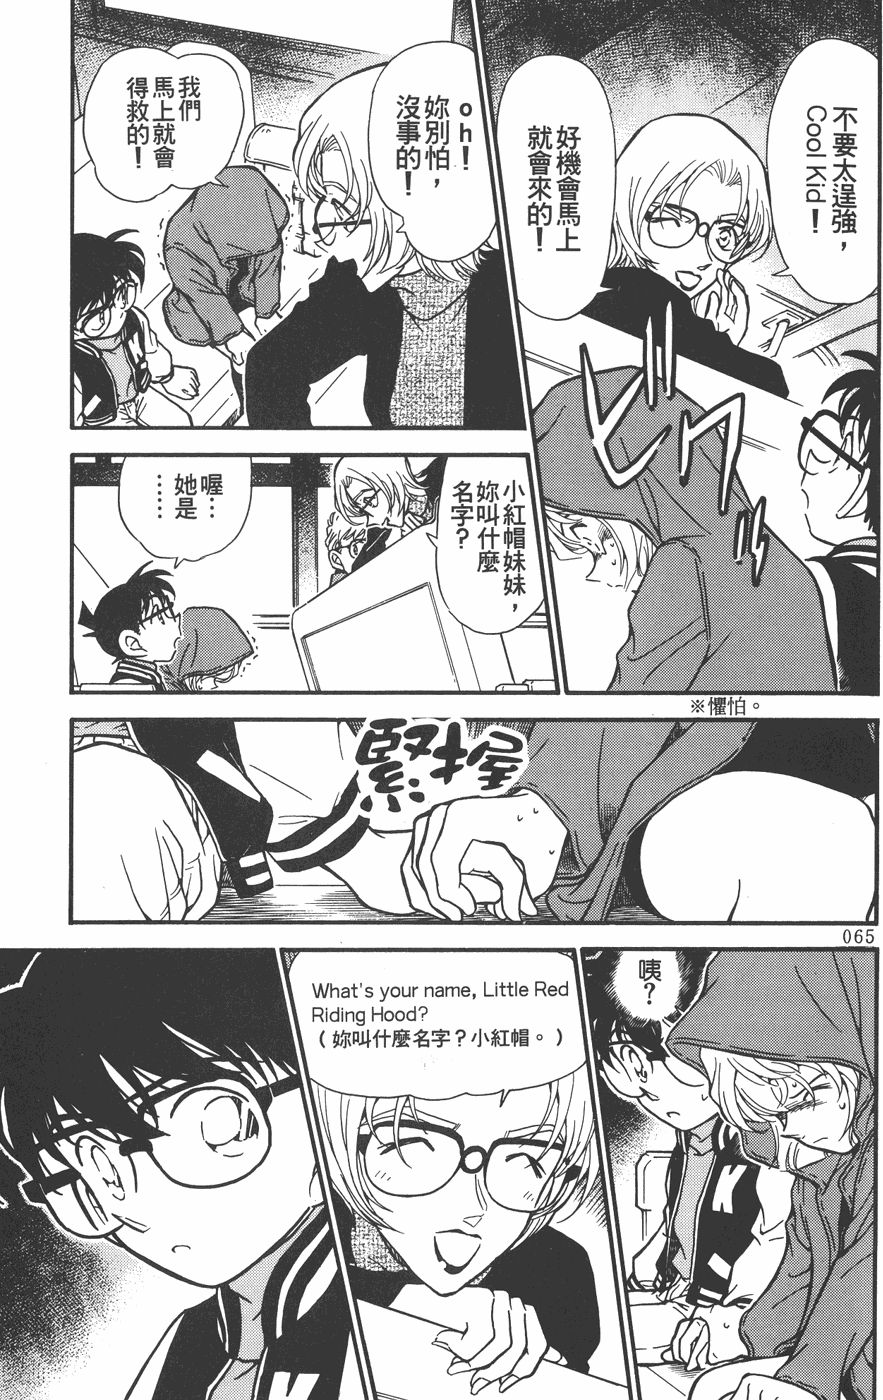 不要太逞強，
Cool Kid！
好機會馬上
就會來的！
ビク
※懼怕。
oh！
妳別怕，
沒事的！
我們
馬上就會
得救的！
小紅帽妹妹，
妳叫什麼
名字？
喔…
她是
……
緊握
065
咦？
K
What's your name, Little Red
Riding Hood?
（妳叫什麼名字？小紅帽。）